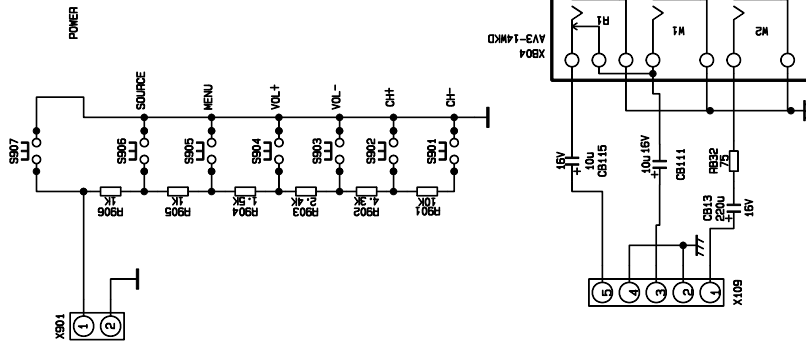 POWER
SOURCE
MENU
VOL+
VOL-
CH+
CH-
S907
S906
S905
S904
S903
S902
S901
R906
1K
R905
1K
R904
1.5K
R903
2.4K
R902
4.3K
R901
10K
X901
1
2
XB04
AV3-14WKD
R1
W1
W2
16V
10u
CB115
10u16V
CB111
RB32
75
CB13
220u
16V
5
4
3
2
1
X109
+
+
+